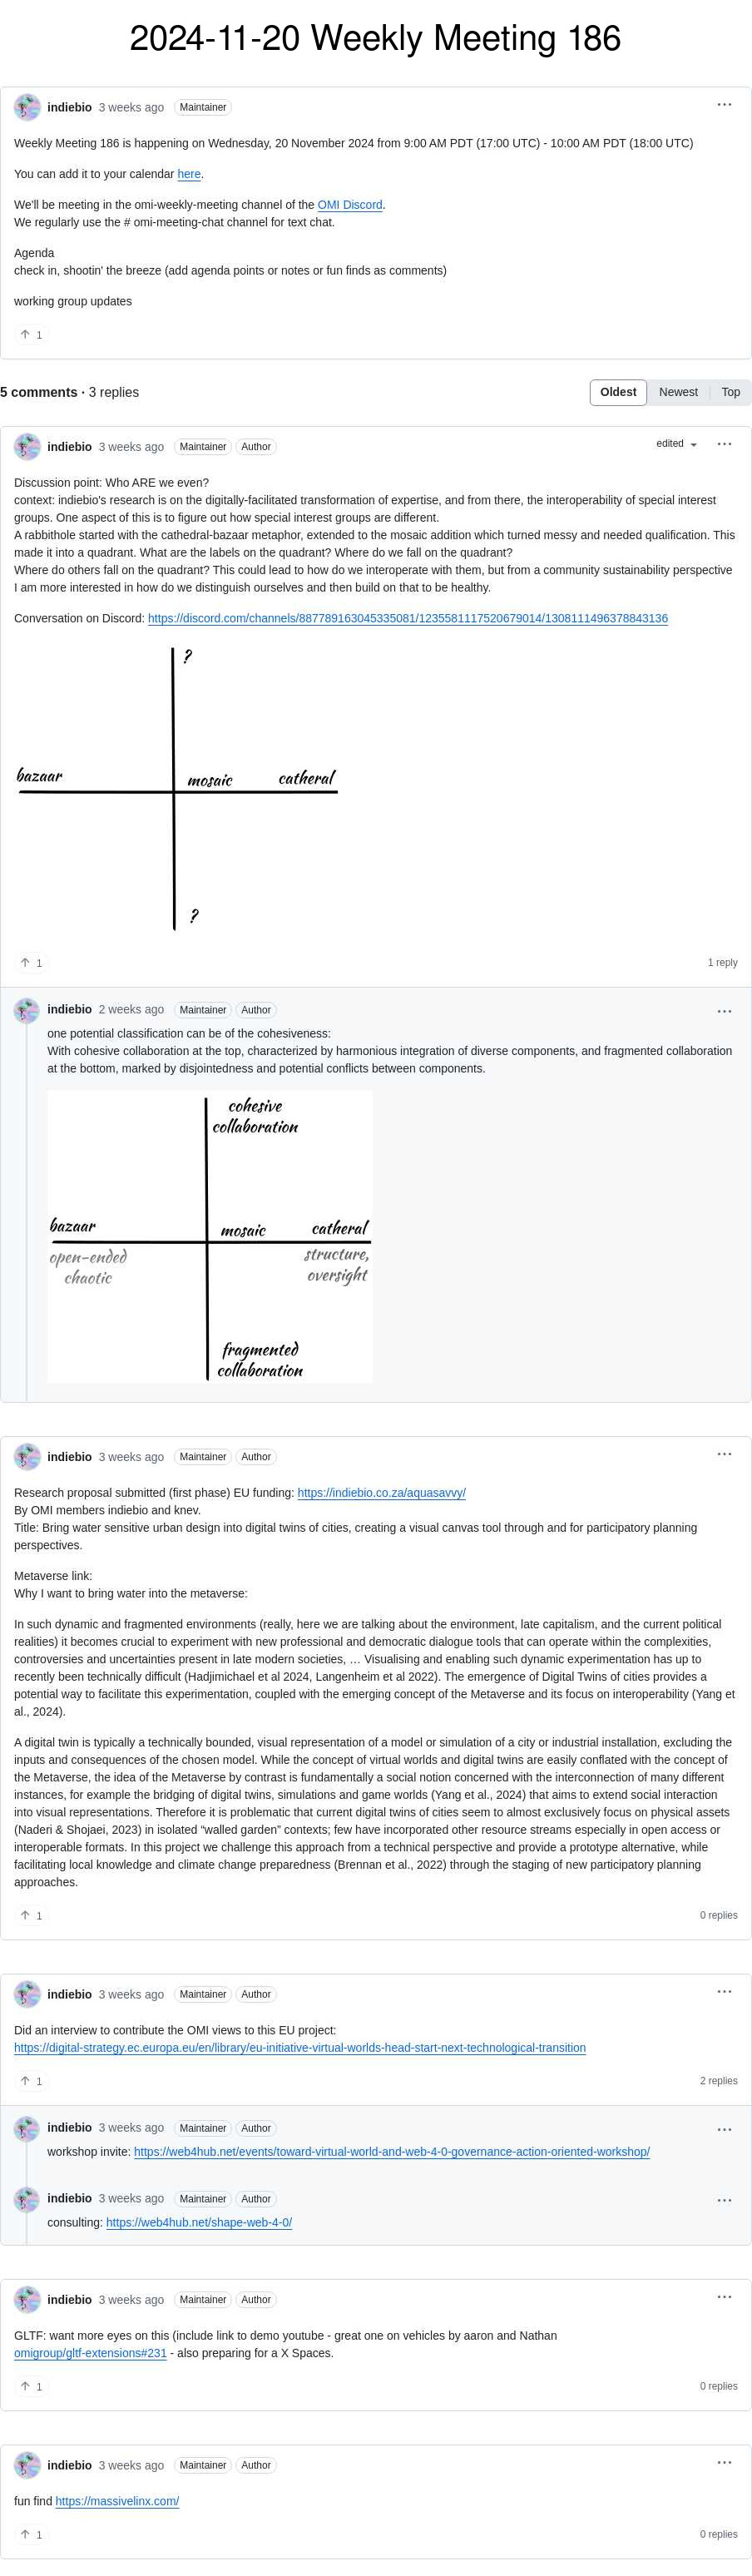 2024-11-20 Weekly Meeting 186
indiebio 3 weeks ago Maintainer
Weekly Meeting 186 is happening on Wednesday, 20 November 2024 from 9:00 AM PDT (17:00 UTC) - 10:00 AM PDT (18:00 UTC)
You can add it to your calendar here.
We'll be meeting in the omi-weekly-meeting channel of the OMI Discord.
We regularly use the # omi-meeting-chat channel for text chat.
Agenda
check in, shootin' the breeze (add agenda points or notes or fun finds as comments)
working group updates
1
5 comments · 3 replies
Oldest Newest Top
indiebio 3 weeks ago Maintainer Author edited
Discussion point: Who ARE we even?
context: indiebio's research is on the digitally-facilitated transformation of expertise, and from there, the interoperability of special interest
groups. One aspect of this is to figure out how special interest groups are different.
A rabbithole started with the cathedral-bazaar metaphor, extended to the mosaic addition which turned messy and needed qualification. This
made it into a quadrant. What are the labels on the quadrant? Where do we fall on the quadrant?
Where do others fall on the quadrant? This could lead to how do we interoperate with them, but from a community sustainability perspective
I am more interested in how do we distinguish ourselves and then build on that to be healthy.
Conversation on Discord: https://discord.com/channels/887789163045335081/1235581117520679014/1308111496378843136
?
bazaar mosaic catheral
?
1 1 reply
indiebio 2 weeks ago Maintainer Author
one potential classification can be of the cohesiveness:
With cohesive collaboration at the top, characterized by harmonious integration of diverse components, and fragmented collaboration
at the bottom, marked by disjointedness and potential conflicts between components.
cohesive
collaboration
bazaar mosaic catheral
open-ended structure,
chaotic oversight
fragmented
collaboration
indiebio 3 weeks ago Maintainer Author
Research proposal submitted (first phase) EU funding: https://indiebio.co.za/aquasavvy/
By OMI members indiebio and knev.
Title: Bring water sensitive urban design into digital twins of cities, creating a visual canvas tool through and for participatory planning
perspectives.
Metaverse link:
Why I want to bring water into the metaverse:
In such dynamic and fragmented environments (really, here we are talking about the environment, late capitalism, and the current political
realities) it becomes crucial to experiment with new professional and democratic dialogue tools that can operate within the complexities,
controversies and uncertainties present in late modern societies, … Visualising and enabling such dynamic experimentation has up to
recently been technically difficult (Hadjimichael et al 2024, Langenheim et al 2022). The emergence of Digital Twins of cities provides a
potential way to facilitate this experimentation, coupled with the emerging concept of the Metaverse and its focus on interoperability (Yang et
al., 2024).
A digital twin is typically a technically bounded, visual representation of a model or simulation of a city or industrial installation, excluding the
inputs and consequences of the chosen model. While the concept of virtual worlds and digital twins are easily conflated with the concept of
the Metaverse, the idea of the Metaverse by contrast is fundamentally a social notion concerned with the interconnection of many different
instances, for example the bridging of digital twins, simulations and game worlds (Yang et al., 2024) that aims to extend social interaction
into visual representations. Therefore it is problematic that current digital twins of cities seem to almost exclusively focus on physical assets
(Naderi & Shojaei, 2023) in isolated “walled garden” contexts; few have incorporated other resource streams especially in open access or
interoperable formats. In this project we challenge this approach from a technical perspective and provide a prototype alternative, while
facilitating local knowledge and climate change preparedness (Brennan et al., 2022) through the staging of new participatory planning
approaches.
1 0 replies
indiebio 3 weeks ago Maintainer Author
Did an interview to contribute the OMI views to this EU project:
https://digital-strategy.ec.europa.eu/en/library/eu-initiative-virtual-worlds-head-start-next-technological-transition
1 2 replies
indiebio 3 weeks ago Maintainer Author
workshop invite: https://web4hub.net/events/toward-virtual-world-and-web-4-0-governance-action-oriented-workshop/
indiebio 3 weeks ago Maintainer Author
consulting: https://web4hub.net/shape-web-4-0/
indiebio 3 weeks ago Maintainer Author
GLTF: want more eyes on this (include link to demo youtube - great one on vehicles by aaron and Nathan
omigroup/gltf-extensions#231 - also preparing for a X Spaces.
1 0 replies
indiebio 3 weeks ago Maintainer Author
fun find https://massivelinx.com/
1 0 replies